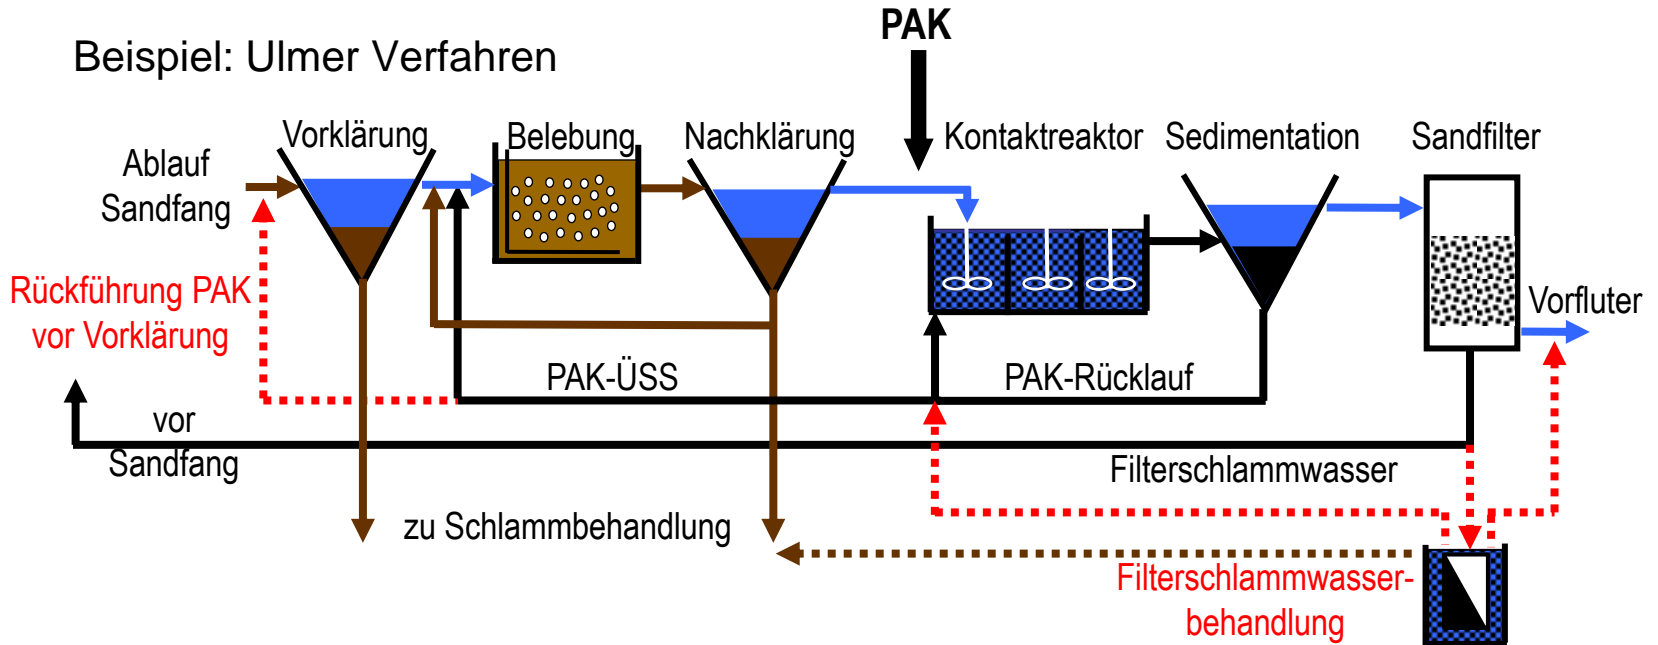 PAK
Beispiel: Ulmer Verfahren
Vorklärung
Belebung
Nachklärung
Kontaktreaktor
Sedimentation
Sandfilter
Ablauf
Sandfang
Rückführung PAK
vor Vorklärung
Vorfluter
PAK-ÜSS
PAK-Rücklauf
vor
Sandfang
Filterschlammwasser
zu Schlammbehandlung
Filterschlammwasser-
behandlung